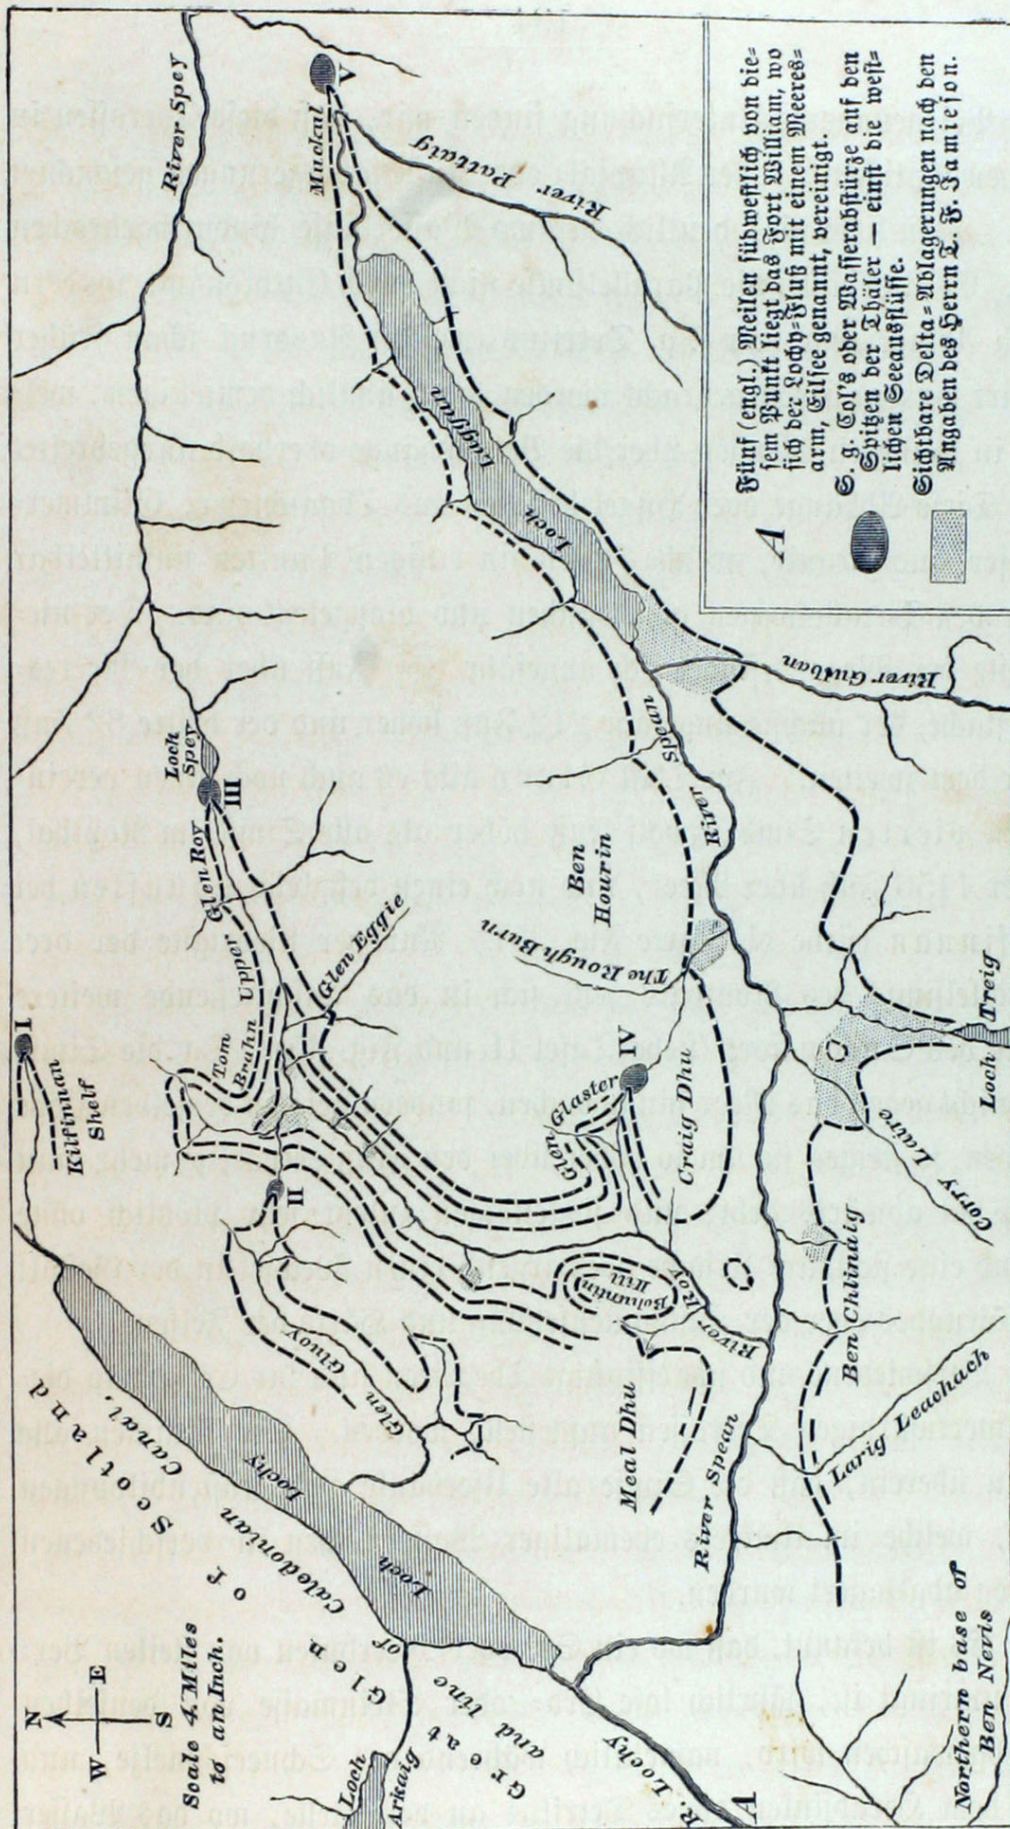 N
W E
S
Scale 4 Miles
to an Inch.
Loch
Arkaig
Great Glen of Scotland
and line of Caledonian Canal.
R. Lochy
A
Northern base of
Ben Nevis
Loch Lochy
Kilfinnan
Shelf
I
Glen Gluoy
II
Tom
Brahn
Upper Glen Roy
III
Loch
Spey
River Spey
Glen Eggie
Bohuntin
Hill
River Roy
Meal Dhu
River Spean
Glen Glaster
IV
Craig Dhu
The Rough Burn
Ben
Hourin
River Spean
Larig Leachach
Ben Chlinaig
Corry Laire
Loch Treig
River Gulban
Loch Laggan
Muckul
V
River Pattaig
A
Fünf (engl.) Meilen südwestlich von die-
sem Punkt liegt das Fort William, wo
sich der Lochy-Fluß mit einem Meeres-
arm, Eilsee genannt, vereinigt.
S. g. Col's oder Wasserabstürze auf den
Spitzen der Thäler — einst die west-
lichen Seeausflüsse.
Sichtbare Delta-Ablagerungen nach den
Angaben des Herrn T. F. Jamieson.